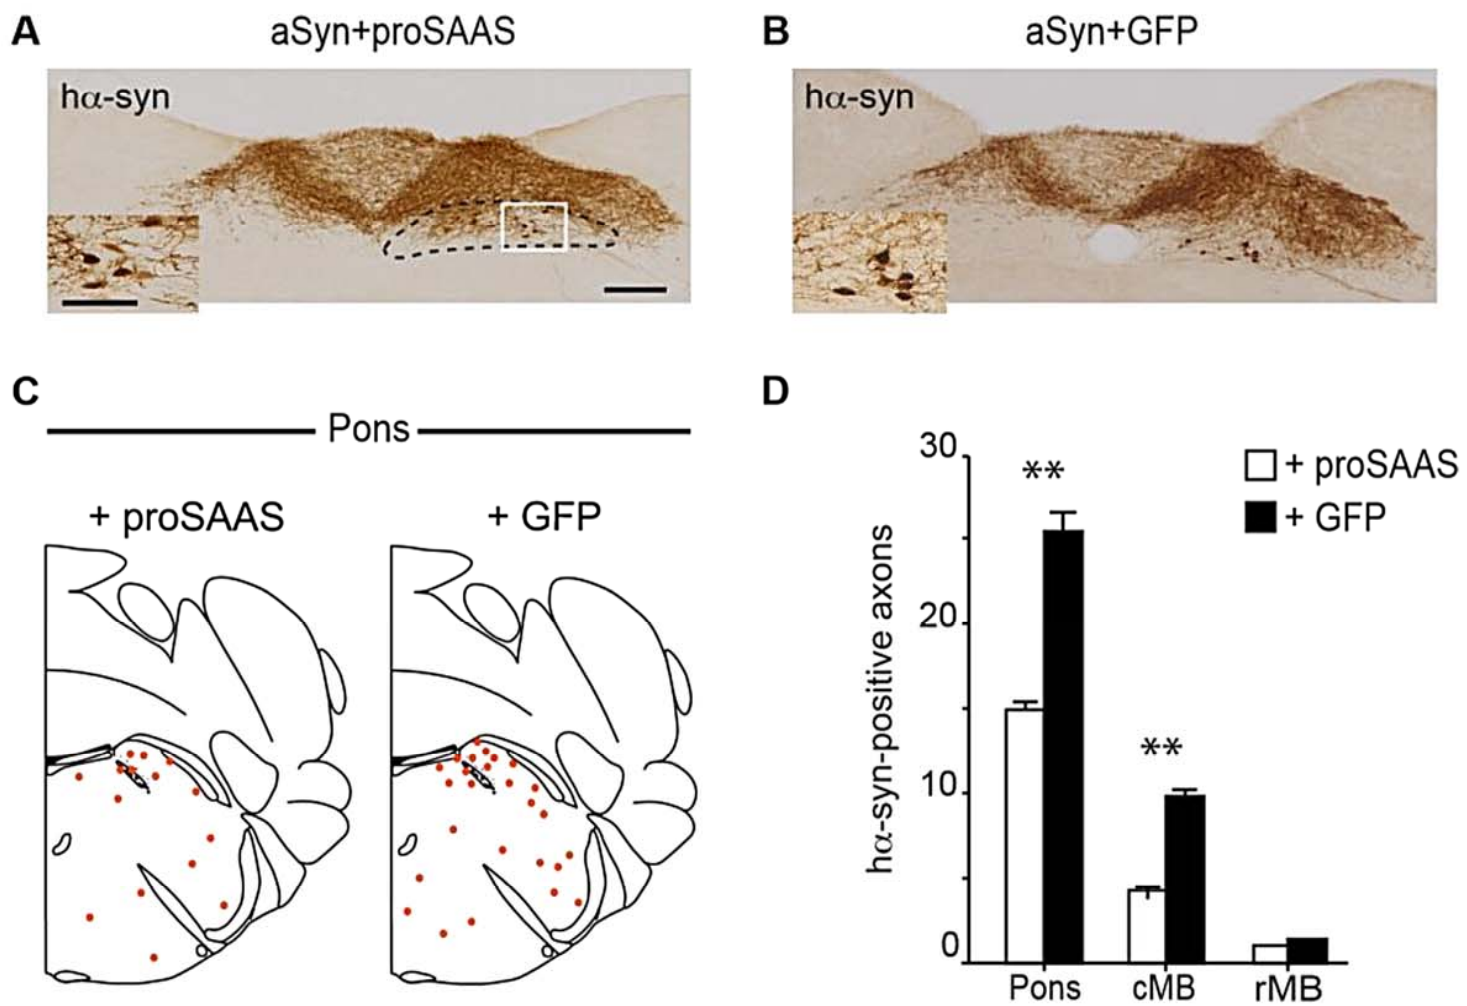 A
aSyn+proSAAS
hα-syn
B
aSyn+GFP
hα-syn
C
Pons
+ proSAAS
+ GFP
D
30
20
10
0
hα-syn-positive axons
**
**
+ proSAAS
+ GFP
Pons
cMB
rMB